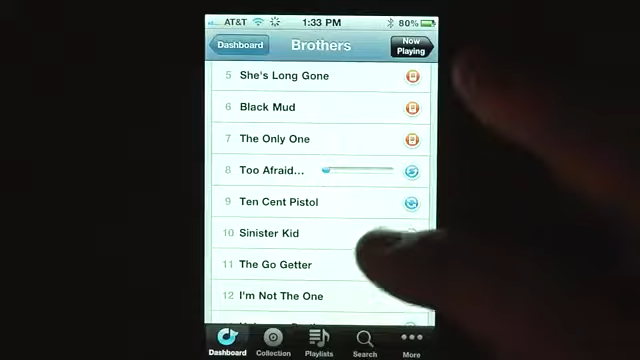 AT&T 1:33 PM 80%
Dashboard Brothers Now Playing
5 She's Long Gone
6 Black Mud
7 The Only One
8 Too Afraid...
9 Ten Cent Pistol
10 Sinister Kid
11 The Go Getter
12 I'm Not The One
Dashboard Collection Playlists Search More